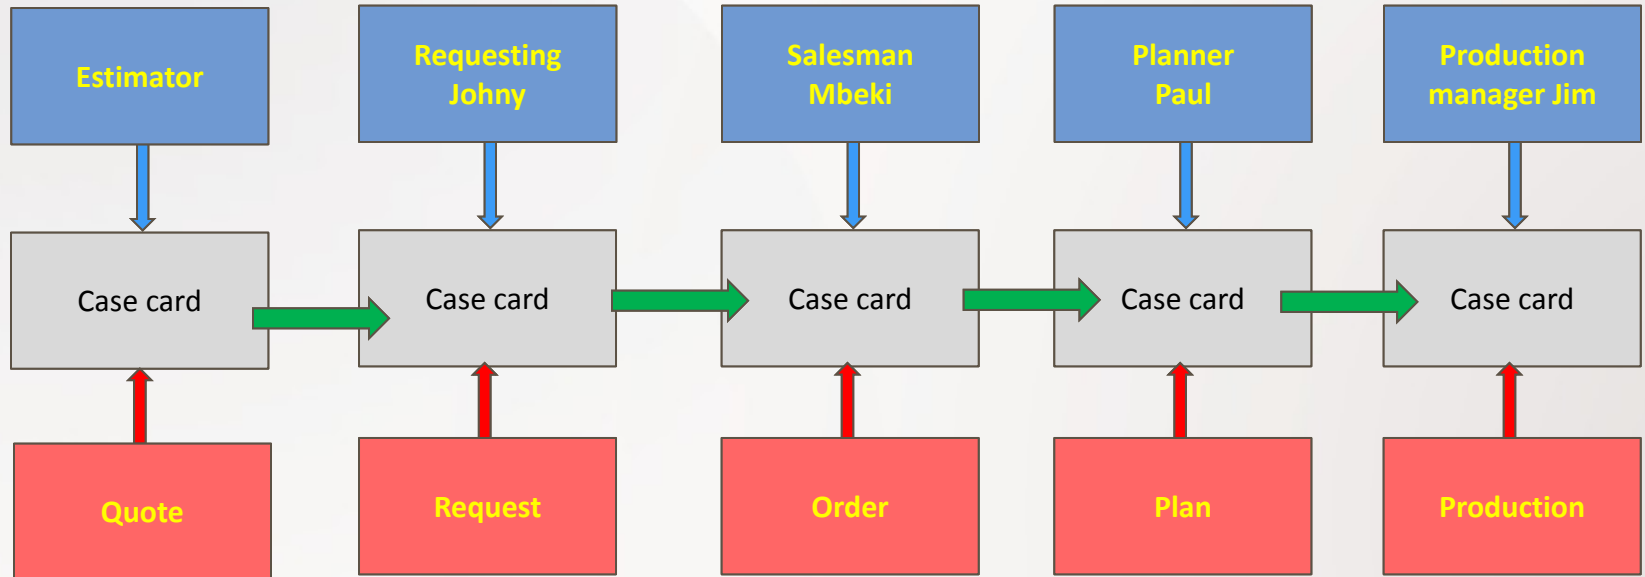 Estimator
Requesting
Johny
Salesman
Mbeki
Planner
Paul
Production
manager Jim
Case card
Case card
Case card
Case card
Case card
Quote
Request
Order
Plan
Production